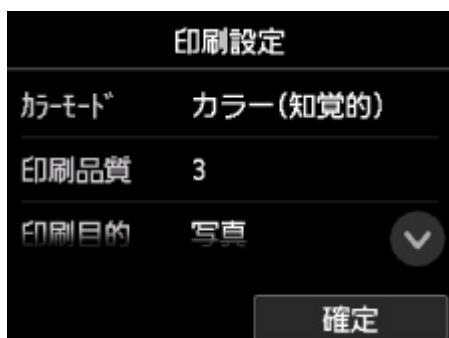 印刷設定
ｶﾗｰﾓｰﾄﾞ カラー(知覚的)
印刷品質 3
印刷目的 写真
確定